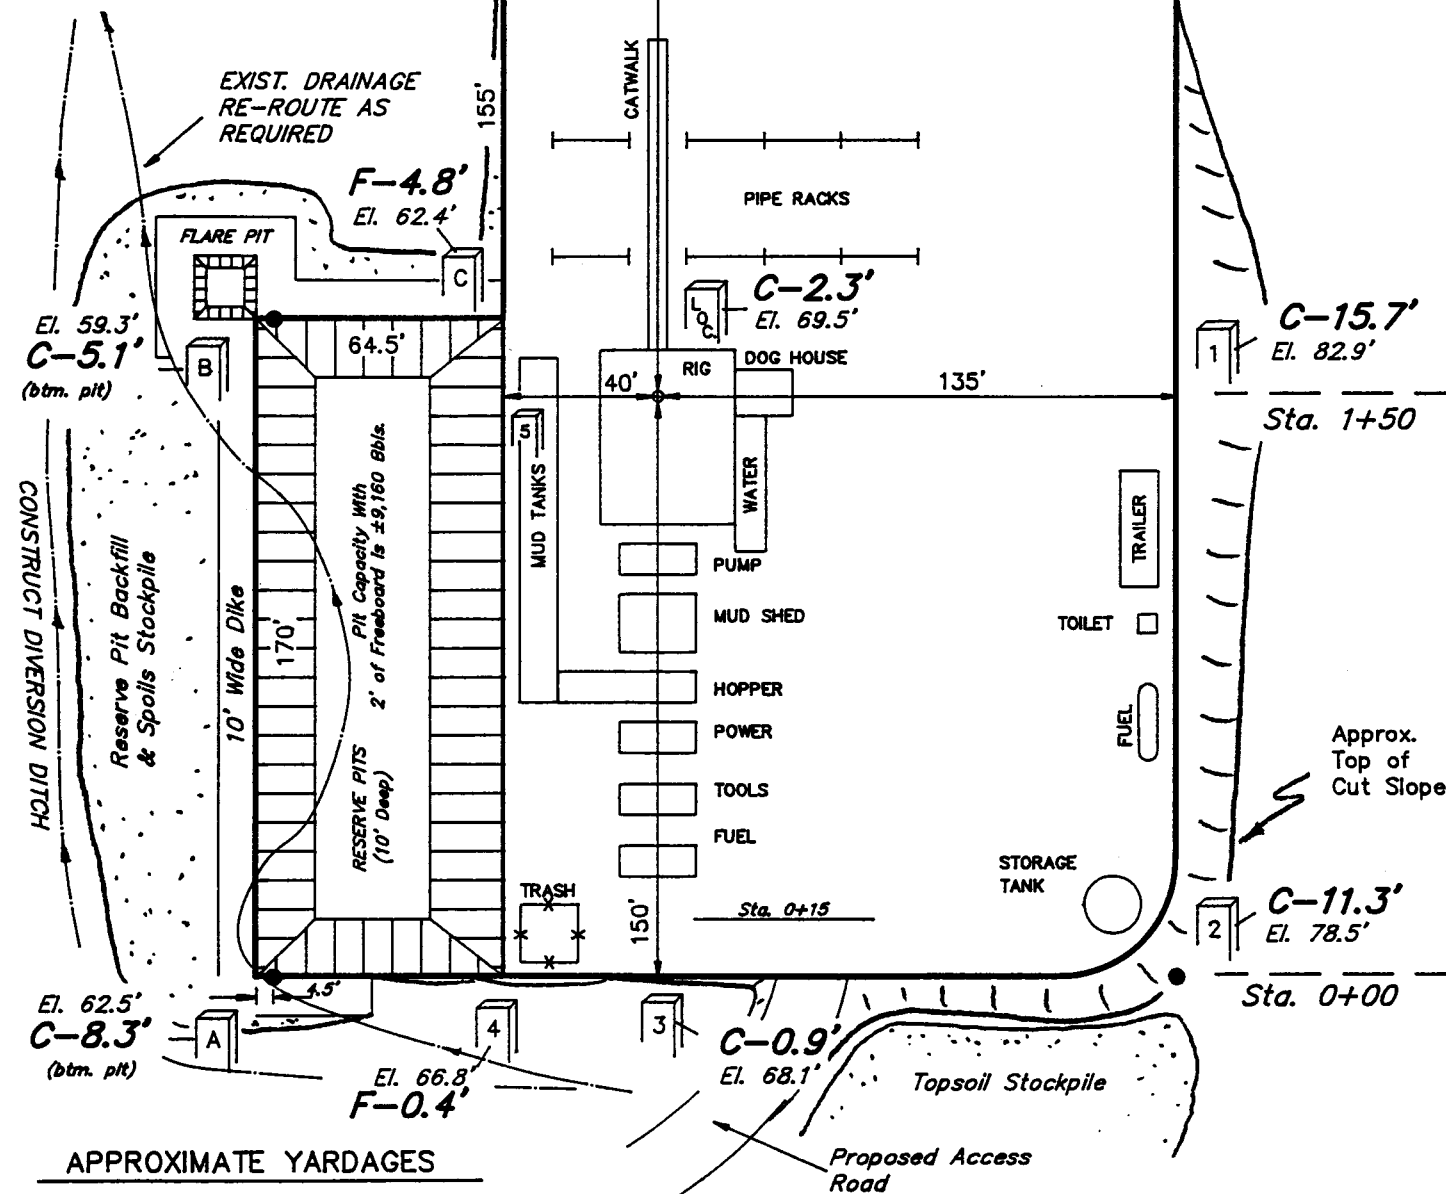 EXIST. DRAINAGE
RE-ROUTE AS
REQUIRED
155'
CATWALK
F-4.8'
El. 62.4'
C
FLARE PIT
PIPE RACKS
LOC
C-2.3'
El. 69.5'
El. 59.3'
C-5.1'
(btm. pit)
B
64.5'
RIG
DOG HOUSE
40'
135'
1
C-15.7'
El. 82.9'
Sta. 1+50
5
MUD TANKS
WATER
TRAILER
CONSTRUCT DIVERSION DITCH
Reserve Pit Backfill
& Spoils Stockpile
10' Wide Dike
170'
Pit Capacity With
2' of Freeboard is ±9,160 Bbls.
RESERVE PITS
(10' Deep)
PUMP
MUD SHED
HOPPER
POWER
TOOLS
FUEL
TOILET
FUEL
Approx.
Top of
Cut Slope
STORAGE
TANK
TRASH
150'
Sta. 0+15
2
C-11.3'
El. 78.5'
Sta. 0+00
4.5'
El. 62.5'
C-8.3'
(btm. pit)
A
4
El. 66.8'
F-0.4'
3
C-0.9'
El. 68.1'
Topsoil Stockpile
Proposed Access
Road
APPROXIMATE YARDAGES